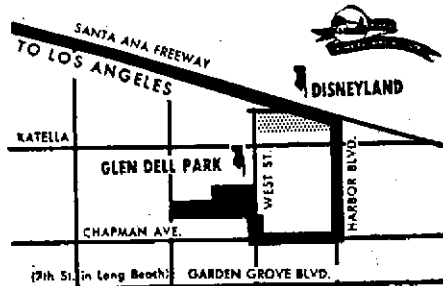 SANTA ANA FREEWAY
TO LOS ANGELES
DISNEYLAND
KATELLA
GLEN DELL PARK
WEST ST.
HARBOR BLVD.
CHAPMAN AVE.
(9th St. in Long Beach)
GARDEN GROVE BLVD.